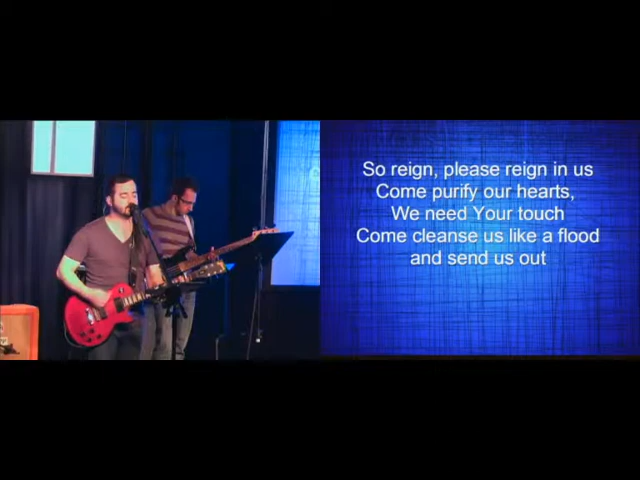 So reign, please reign in us
Come purify our hearts,
We need Your touch
Come cleanse us like a flood
and send us out